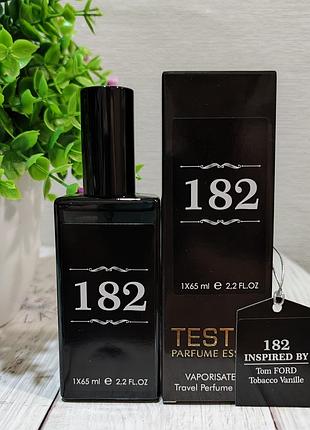 182
1X65 ml e 2,2 FL.OZ
182
1X65 ml e 2,2 FL.OZ
TEST
PARFUME ESS
VAPORISATE
Travel Perfume
182
INSPIRED BY
Tom FORD
Tobacco Vanille